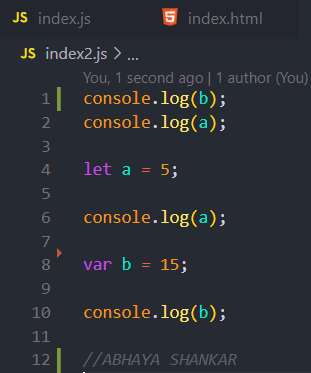 JS index.js
5 index.html
JS index2.js > ...
You, 1 second ago | 1 author (You)
1 console.log(b);
2 console.log(a);
3
4 let a = 5;
5
6 console.log(a);
7
8 var b = 15;
9
10 console.log(b);
11
12 //ABHAYA SHANKAR